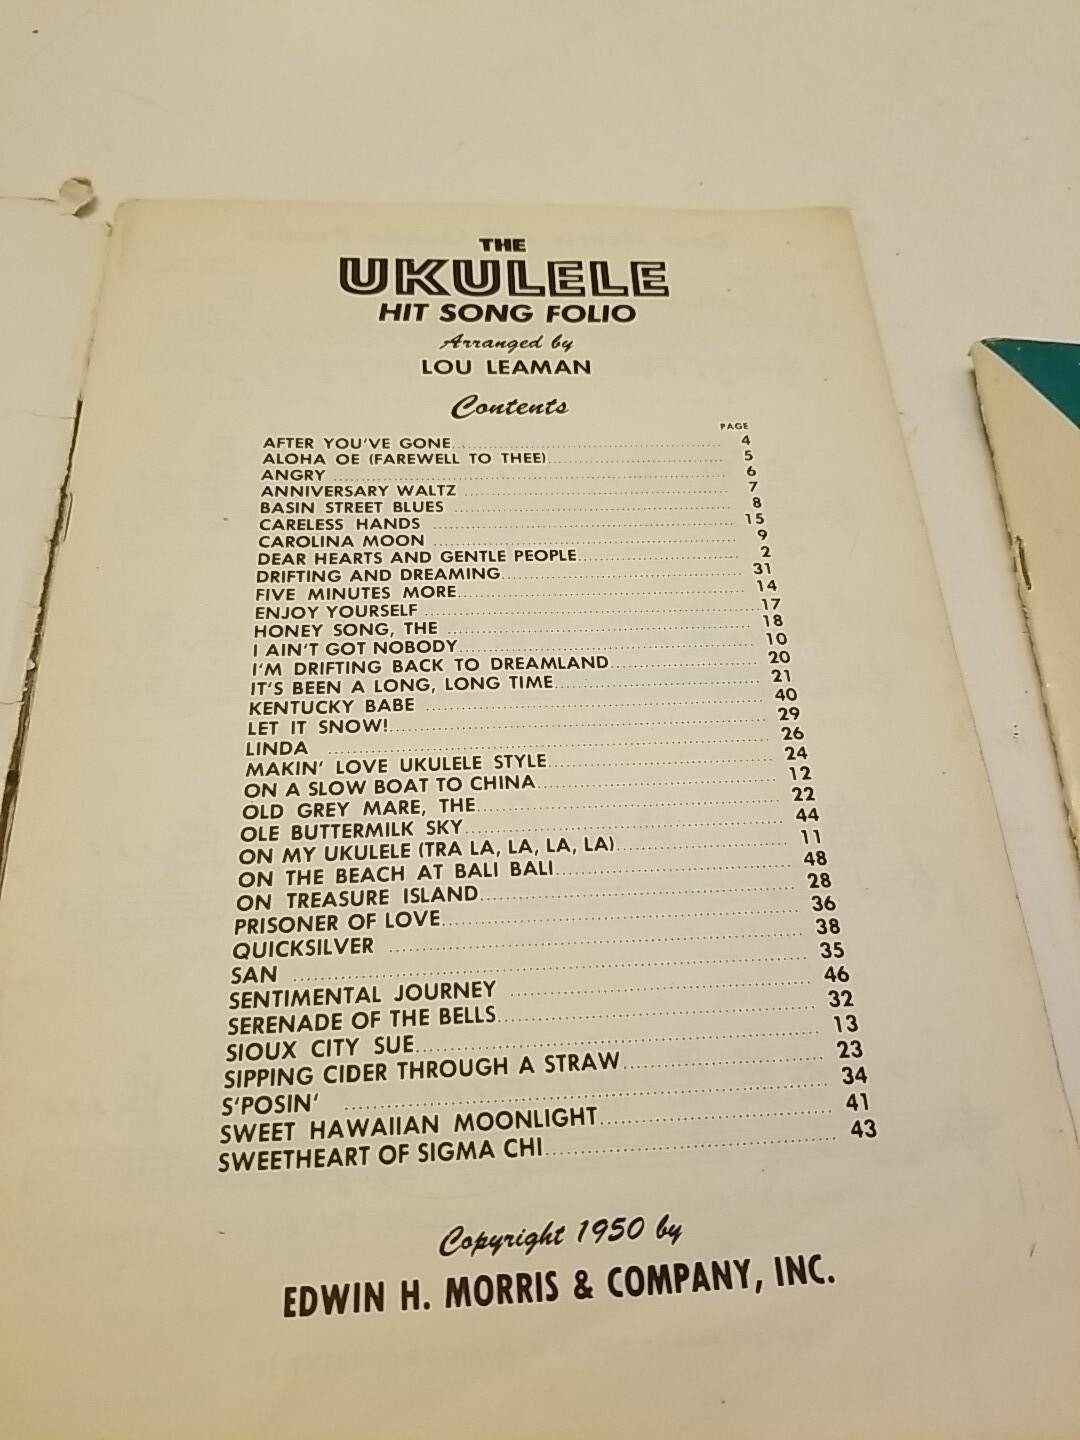 THE
UKULELE
HIT SONG FOLIO
Arranged by
LOU LEAMAN
Contents
PAGE
AFTER YOU'VE GONE 4
ALOHA OE (FAREWELL TO THEE) 5
ANGRY 6
ANNIVERSARY WALTZ 7
BASIN STREET BLUES 8
CARELESS HANDS 15
CAROLINA MOON 9
DEAR HEARTS AND GENTLE PEOPLE 2
DRIFTING AND DREAMING 31
FIVE MINUTES MORE 14
ENJOY YOURSELF 17
HONEY SONG, THE 18
I AIN'T GOT NOBODY 10
I'M DRIFTING BACK TO DREAMLAND 20
IT'S BEEN A LONG, LONG TIME 21
KENTUCKY BABE 40
LET IT SNOW! 29
LINDA 26
MAKIN' LOVE UKULELE STYLE 24
ON A SLOW BOAT TO CHINA 12
OLD GREY MARE, THE 22
OLE BUTTERMILK SKY 44
ON MY UKULELE (TRA LA, LA, LA, LA) 11
ON THE BEACH AT BALI BALI 48
ON TREASURE ISLAND 28
PRISONER OF LOVE 36
QUICKSILVER 38
SAN 35
SENTIMENTAL JOURNEY 46
SERENADE OF THE BELLS 32
SIOUX CITY SUE 13
SIPPING CIDER THROUGH A STRAW 23
S'POSIN' 34
SWEET HAWAIIAN MOONLIGHT 41
SWEETHEART OF SIGMA CHI 43
Copyright 1950 by
EDWIN H. MORRIS & COMPANY, INC.